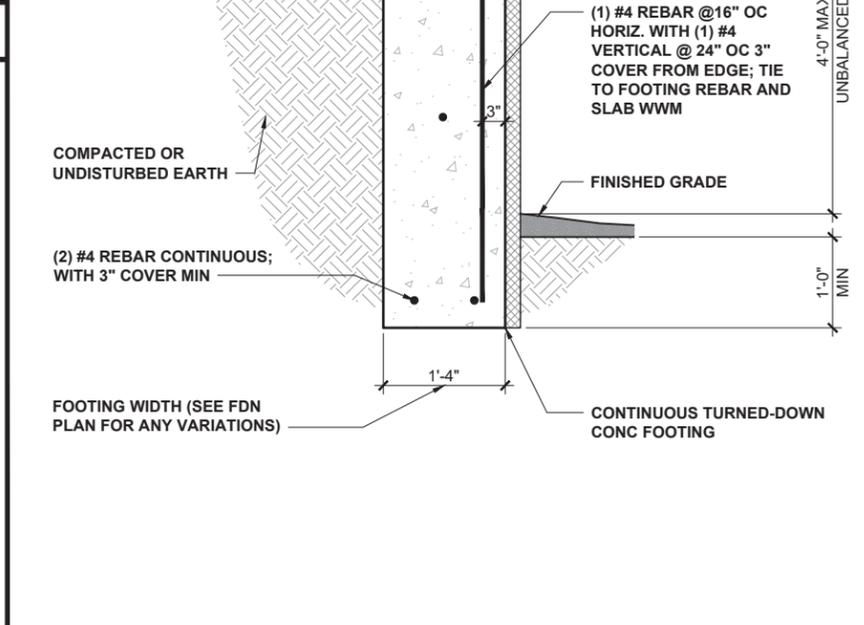 (1) #4 REBAR @16" OC
HORIZ. WITH (1) #4
VERTICAL @ 24" OC 3"
COVER FROM EDGE; TIE
TO FOOTING REBAR AND
SLAB WWM
4'-0" MAX
UNBALANCED
3"
COMPACTED OR
UNDISTURBED EARTH
FINISHED GRADE
(2) #4 REBAR CONTINUOUS;
WITH 3" COVER MIN
1'-0"
MIN
1'-4"
FOOTING WIDTH (SEE FDN
PLAN FOR ANY VARIATIONS)
CONTINUOUS TURNED-DOWN
CONC FOOTING